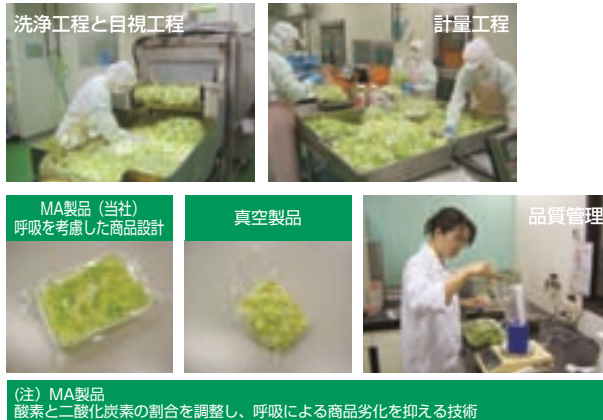 洗浄工程と目視工程
計量工程
MA製品（当社）
呼吸を考慮した商品設計
真空製品
品質管理
(注）MA製品
酸素と二酸化炭素の割合を調整し、呼吸による商品劣化を抑える技術